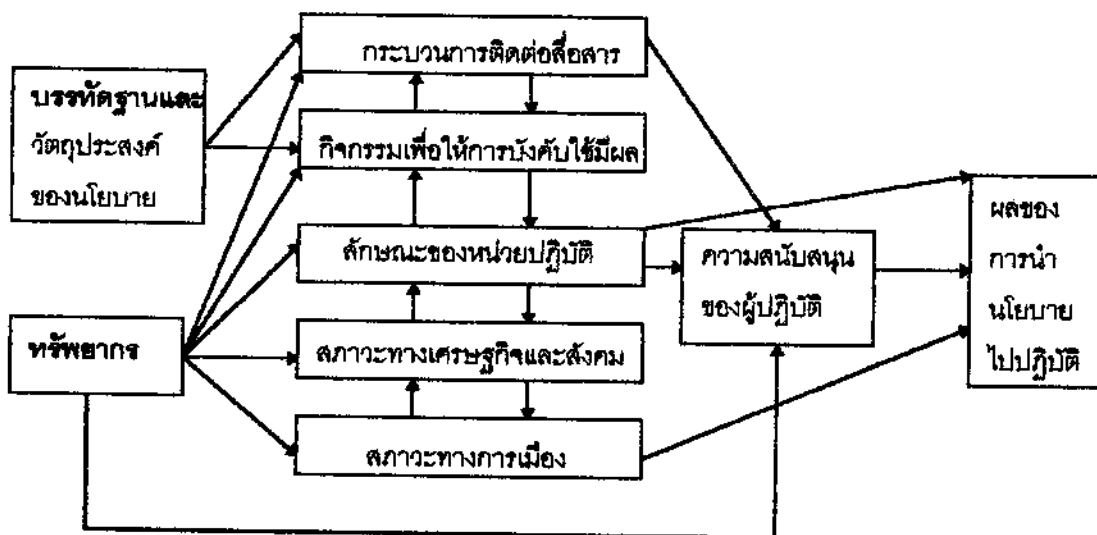 กระบวนการติดต่อสื่อสาร
บรรทัดฐานและ
วัตถุประสงค์
ของนโยบาย
กิจกรรมเพื่อให้การบังคับใช้มีผล
ลักษณะของหน่วยปฏิบัติ
ความสนับสนุน
ของผู้ปฏิบัติ
ผลของ
การนำ
นโยบาย
ไปปฏิบัติ
ทรัพยากร
สภาวะทางเศรษฐกิจและสังคม
สภาวะทางการเมือง